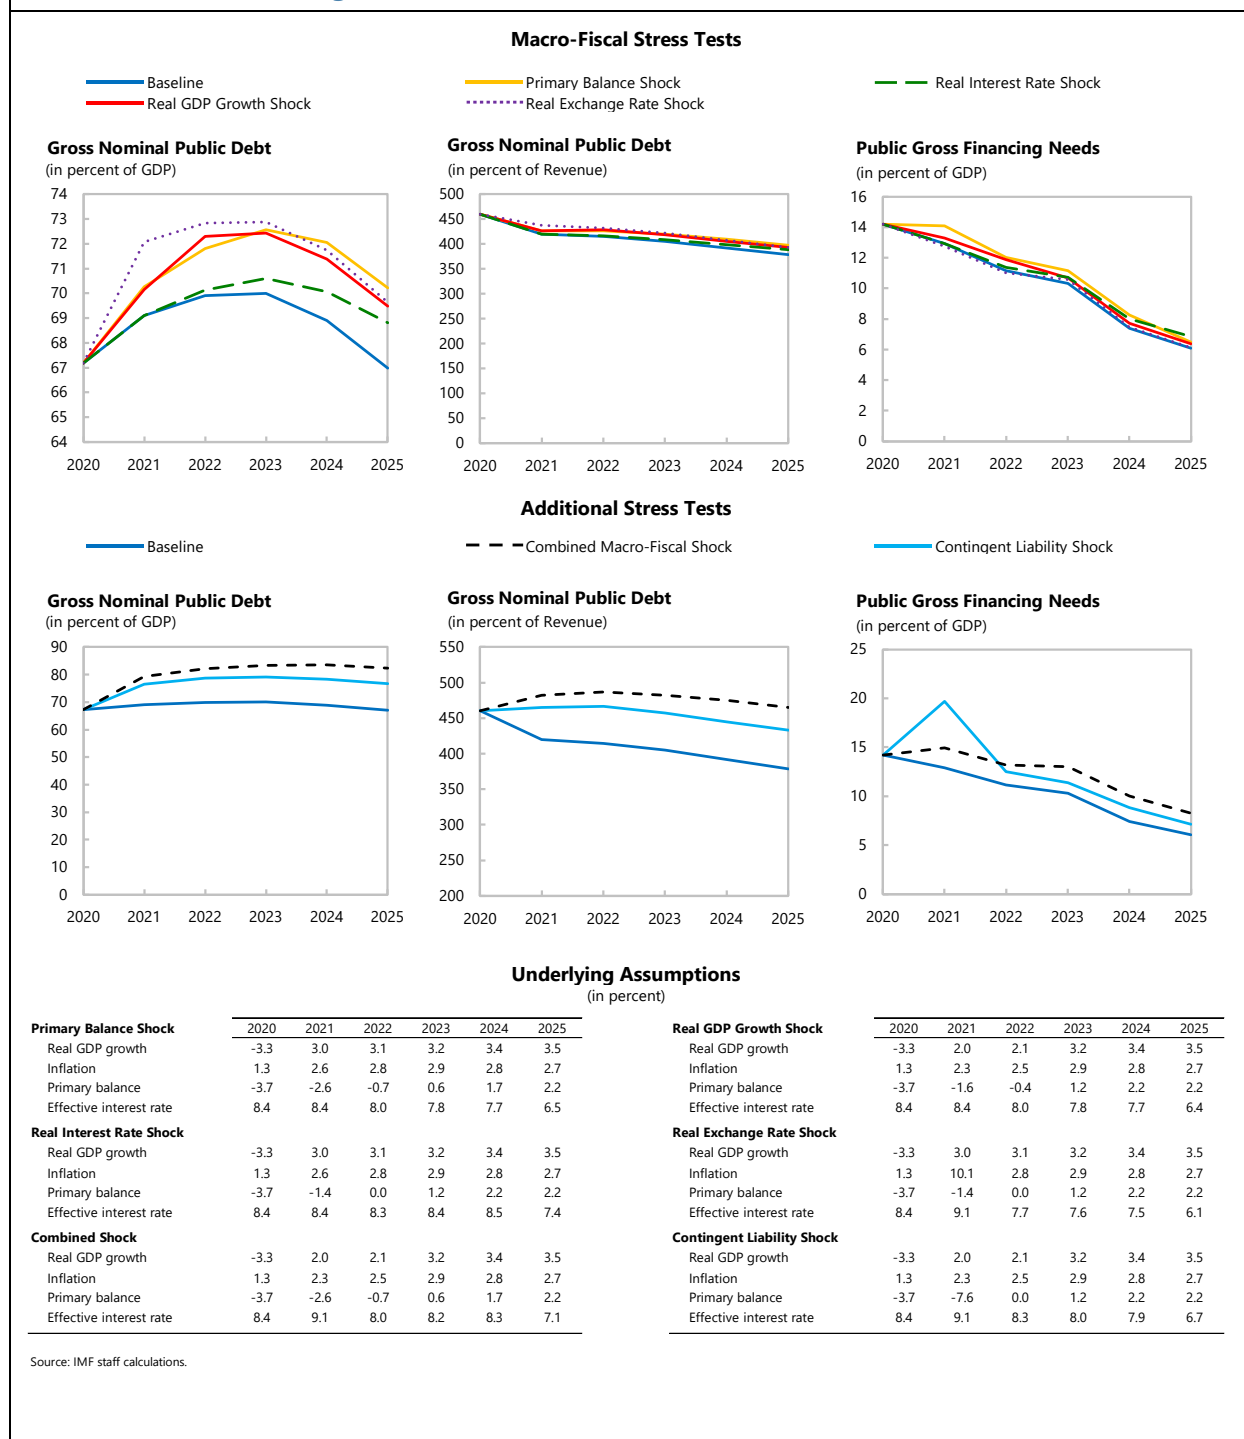 Macro-Fiscal Stress Tests
Baseline
Primary Balance Shock
Real Interest Rate Shock
Real GDP Growth Shock
Real Exchange Rate Shock
Gross Nominal Public Debt
(in percent of GDP)
74
73
72
71
70
69
68
67
66
65
64
2020 2021 2022 2023 2024 2025
Gross Nominal Public Debt
(in percent of Revenue)
500
450
400
350
300
250
200
150
100
50
0
2020 2021 2022 2023 2024 2025
Public Gross Financing Needs
(in percent of GDP)
16
14
12
10
8
6
4
2
0
2020 2021 2022 2023 2024 2025
Additional Stress Tests
Baseline
Combined Macro-Fiscal Shock
Contingent Liability Shock
Gross Nominal Public Debt
(in percent of GDP)
90
80
70
60
50
40
30
20
10
0
2020 2021 2022 2023 2024 2025
Gross Nominal Public Debt
(in percent of Revenue)
550
500
450
400
350
300
250
200
2020 2021 2022 2023 2024 2025
Public Gross Financing Needs
(in percent of GDP)
25
20
15
10
5
0
2020 2021 2022 2023 2024 2025
Underlying Assumptions
(in percent)
Primary Balance Shock 2020 2021 2022 2023 2024 2025
Real GDP growth -3.3 3.0 3.1 3.2 3.4 3.5
Inflation 1.3 2.6 2.8 2.9 2.8 2.7
Primary balance -3.7 -2.6 -0.7 0.6 1.7 2.2
Effective interest rate 8.4 8.4 8.0 7.8 7.7 6.5
Real Interest Rate Shock
Real GDP growth -3.3 3.0 3.1 3.2 3.4 3.5
Inflation 1.3 2.6 2.8 2.9 2.8 2.7
Primary balance -3.7 -1.4 0.0 1.2 2.2 2.2
Effective interest rate 8.4 8.4 8.3 8.4 8.5 7.4
Combined Shock
Real GDP growth -3.3 2.0 2.1 3.2 3.4 3.5
Inflation 1.3 2.3 2.5 2.9 2.8 2.7
Primary balance -3.7 -2.6 -0.7 0.6 1.7 2.2
Effective interest rate 8.4 9.1 8.0 8.2 8.3 7.1
Real GDP Growth Shock 2020 2021 2022 2023 2024 2025
Real GDP growth -3.3 2.0 2.1 3.2 3.4 3.5
Inflation 1.3 2.3 2.5 2.9 2.8 2.7
Primary balance -3.7 -1.6 -0.4 1.2 2.2 2.2
Effective interest rate 8.4 8.4 8.0 7.8 7.7 6.4
Real Exchange Rate Shock
Real GDP growth -3.3 3.0 3.1 3.2 3.4 3.5
Inflation 1.3 10.1 2.8 2.9 2.8 2.7
Primary balance -3.7 -1.4 0.0 1.2 2.2 2.2
Effective interest rate 8.4 9.1 7.7 7.6 7.5 6.1
Contingent Liability Shock
Real GDP growth -3.3 2.0 2.1 3.2 3.4 3.5
Inflation 1.3 2.3 2.5 2.9 2.8 2.7
Primary balance -3.7 -7.6 0.0 1.2 2.2 2.2
Effective interest rate 8.4 9.1 8.3 8.0 7.9 6.7
Source: IMF staff calculations.